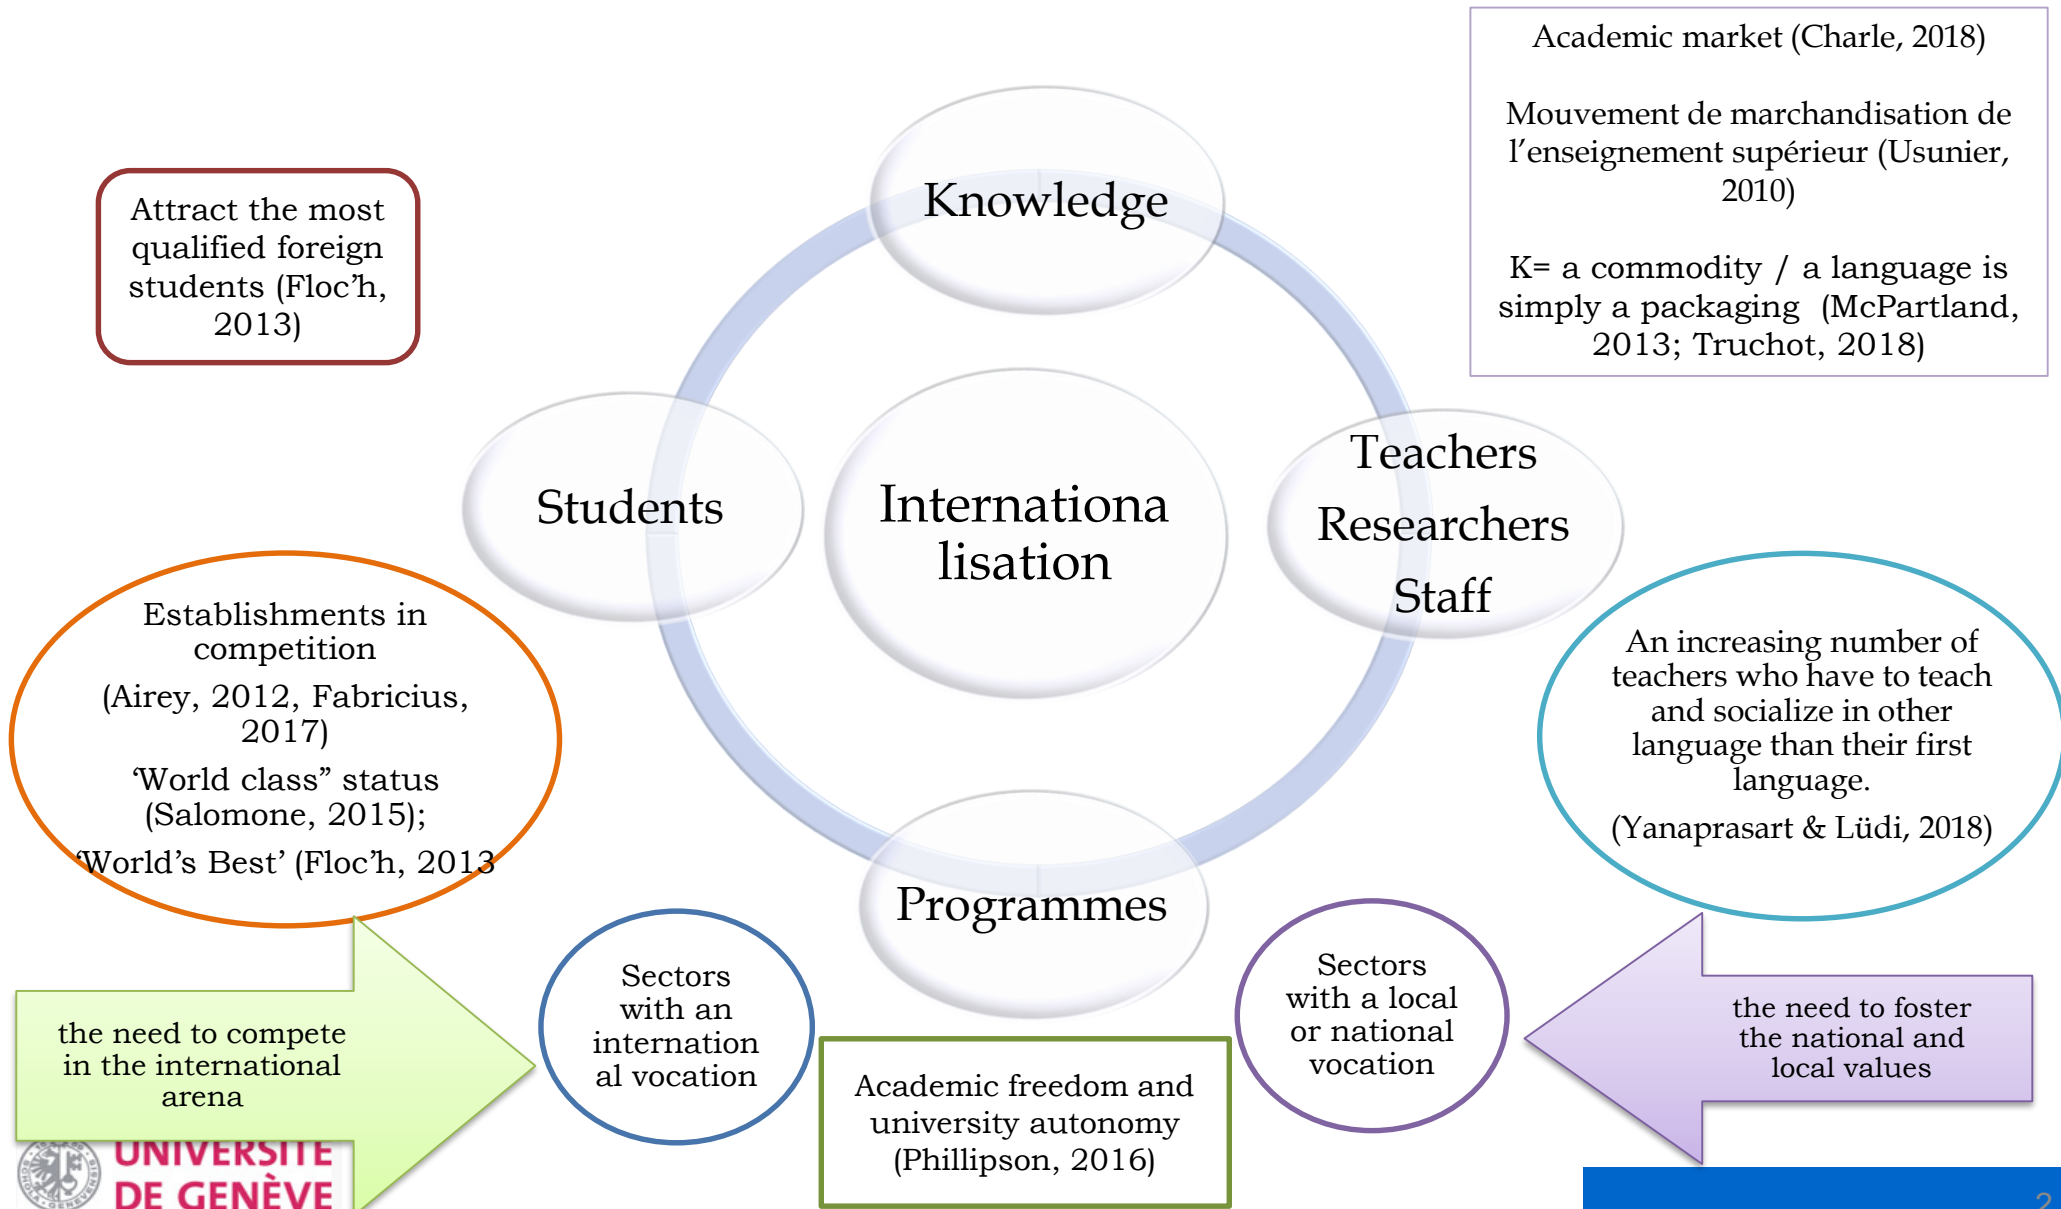 Academic market (Charle, 2018)
Mouvement de marchandisation de
l’enseignement supérieur (Usunier,
2010)
K= a commodity / a language is
simply a packaging (McPartland,
2013; Truchot, 2018)
Attract the most
qualified foreign
students (Floc’h,
2013)
Knowledge
Students
Internationa
lisation
Teachers
Researchers
Staff
Programmes
Establishments in
competition
(Airey, 2012, Fabricius,
2017)
‘World class” status
(Salomone, 2015);
‘World’s Best’ (Floc’h, 2013
An increasing number of
teachers who have to teach
and socialize in other
language than their first
language.
(Yanaprasart & Lüdi, 2018)
the need to compete
in the international
arena
Sectors
with an
internation
al vocation
Academic freedom and
university autonomy
(Phillipson, 2016)
Sectors
with a local
or national
vocation
the need to foster
the national and
local values
UNIVERSITÉ
DE GENÈVE
2